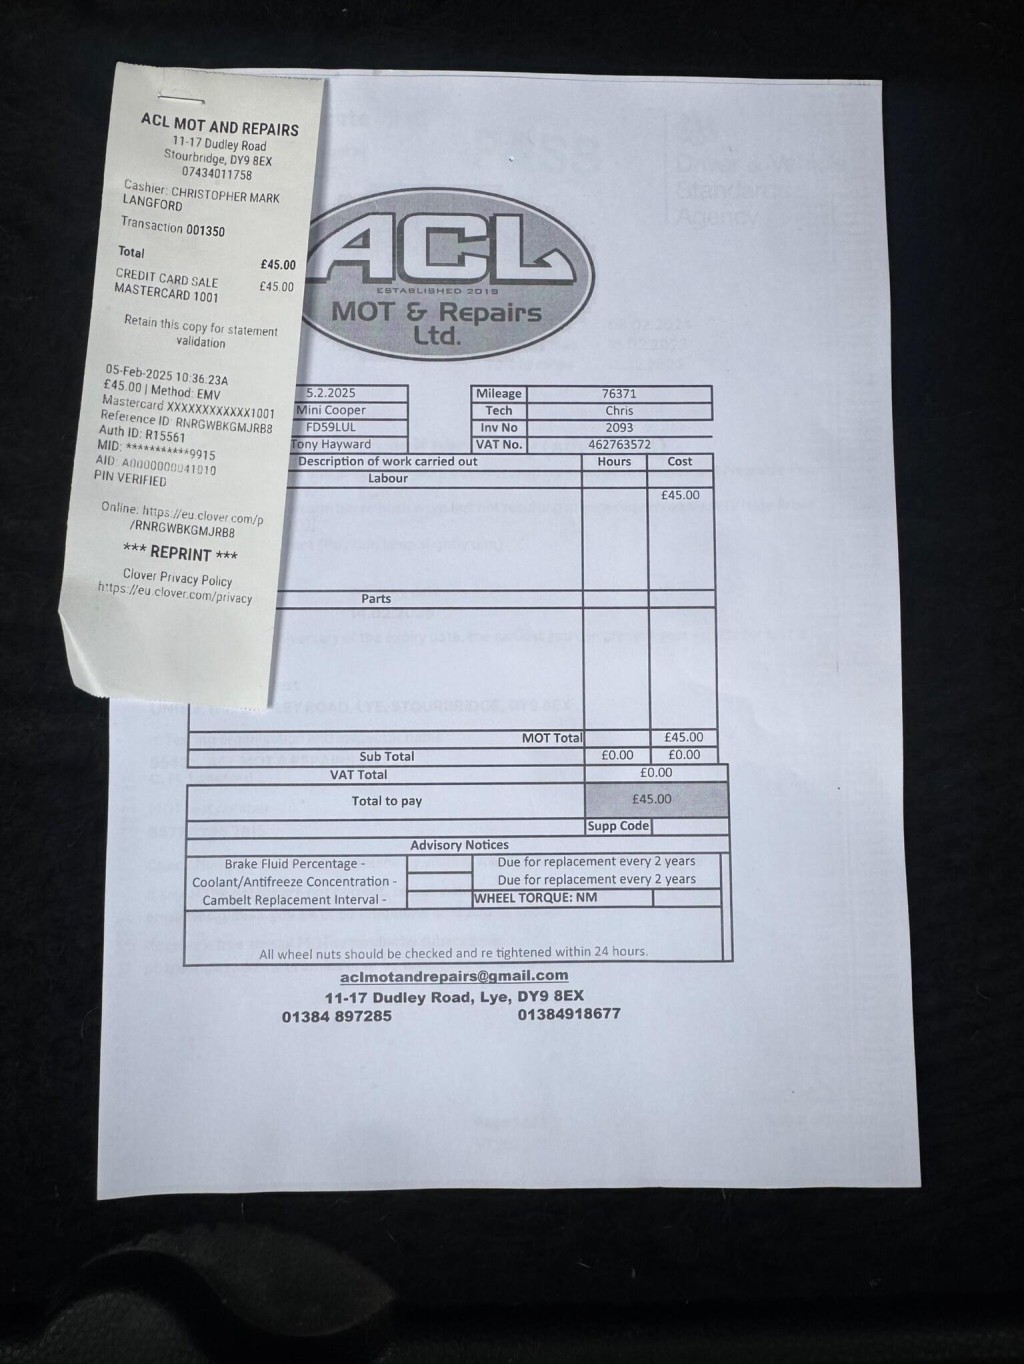 ACL MOT AND REPAIRS
11-17 Dudley Road
Stourbridge, DY9 8EX
07434011758
Cashier: CHRISTOPHER MARK
LANGFORD
Transaction 001350
Total £45.00
CREDIT CARD SALE £45.00
MASTERCARD 1001
Retain this copy for statement
validation
05-Feb-2025 10:36:23A
£45.00 | Method: EMV
Mastercard XXXXXXXXXXXX1001
Reference ID: RNRGWBKGMJRB8
Auth ID: R15561
MID: **********9915
AID: A0000000041010
PIN VERIFIED
Online: https://eu.clover.com/p
/RNRGWBKGMJRB8
*** REPRINT ***
Clover Privacy Policy
https://eu.clover.com/privacy
ACL
ESTABLISHED 2019
MOT & Repairs
Ltd.
5.2.2025 Mileage 76371
Mini Cooper Tech Chris
FD59LUL Inv No 2093
Tony Hayward VAT No. 462763572
Description of work carried out Hours Cost
Labour
£45.00
Parts
MOT Total £45.00
Sub Total £0.00 £0.00
VAT Total £0.00
Total to pay £45.00
Supp Code
Advisory Notices
Brake Fluid Percentage - Due for replacement every 2 years
Coolant/Antifreeze Concentration - Due for replacement every 2 years
Cambelt Replacement Interval - WHEEL TORQUE: NM
All wheel nuts should be checked and re tightened within 24 hours.
aclmotandrepairs@gmail.com
11-17 Dudley Road, Lye, DY9 8EX
01384 897285 01384918677